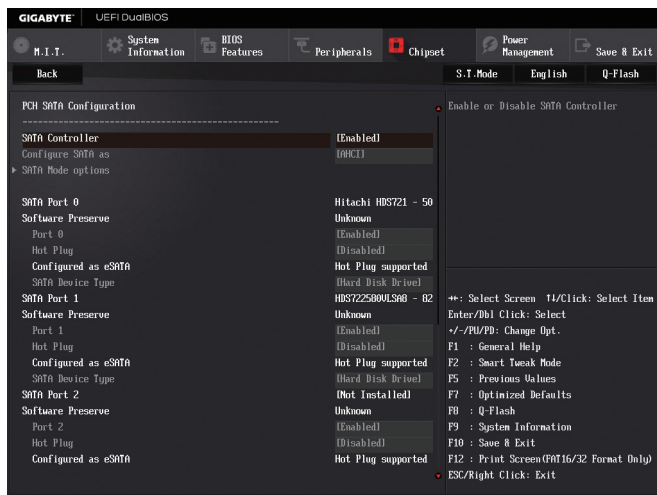 GIGABYTE™ UEFI DualBIOS
M.I.T.
System Information
BIOS Features
Peripherals
Chipset
Power Management
Save & Exit
Back
S.T.Mode English Q-Flash
PCH SATA Configuration
Enable or Disable SATA Controller
SATA Controller [Enabled]
Configure SATA as [AHCI]
SATA Mode options
SATA Port 0 Hitachi HDS721 - 50
Software Preserve Unknown
Port 0 [Enabled]
Hot Plug [Disabled]
Configured as eSATA Hot Plug supported
SATA Device Type [Hard Disk Drive]
SATA Port 1 HDS722580VLSA8 - 82
Software Preserve Unknown
Port 1 [Enabled]
Hot Plug [Disabled]
Configured as eSATA Hot Plug supported
SATA Device Type [Hard Disk Drive]
SATA Port 2 [Not Installed]
Software Preserve Unknown
Port 2 [Enabled]
Hot Plug [Disabled]
Configured as eSATA Hot Plug supported
→←: Select Screen ↑↓/Click: Select Item
Enter/Dbl Click: Select
+/-/PU/PD: Change Opt.
F1 : General Help
F2 : Smart Tweak Mode
F5 : Previous Values
F7 : Optimized Defaults
F8 : Q-Flash
F9 : System Information
F10 : Save & Exit
F12 : Print Screen(FAT16/32 Format Only)
ESC/Right Click: Exit